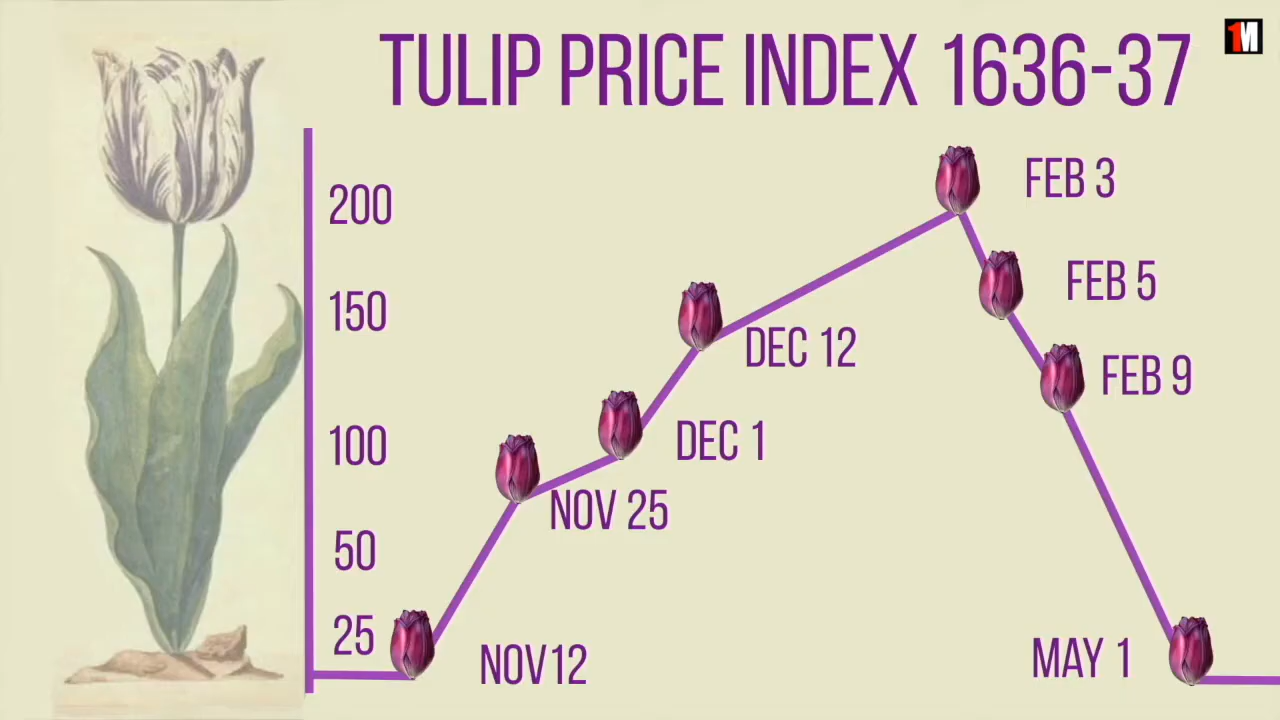 TULIP PRICE INDEX 1636-37
1M
200
150
100
50
25
NOV12
NOV 25
DEC 1
DEC 12
FEB 3
FEB 5
FEB 9
MAY 1